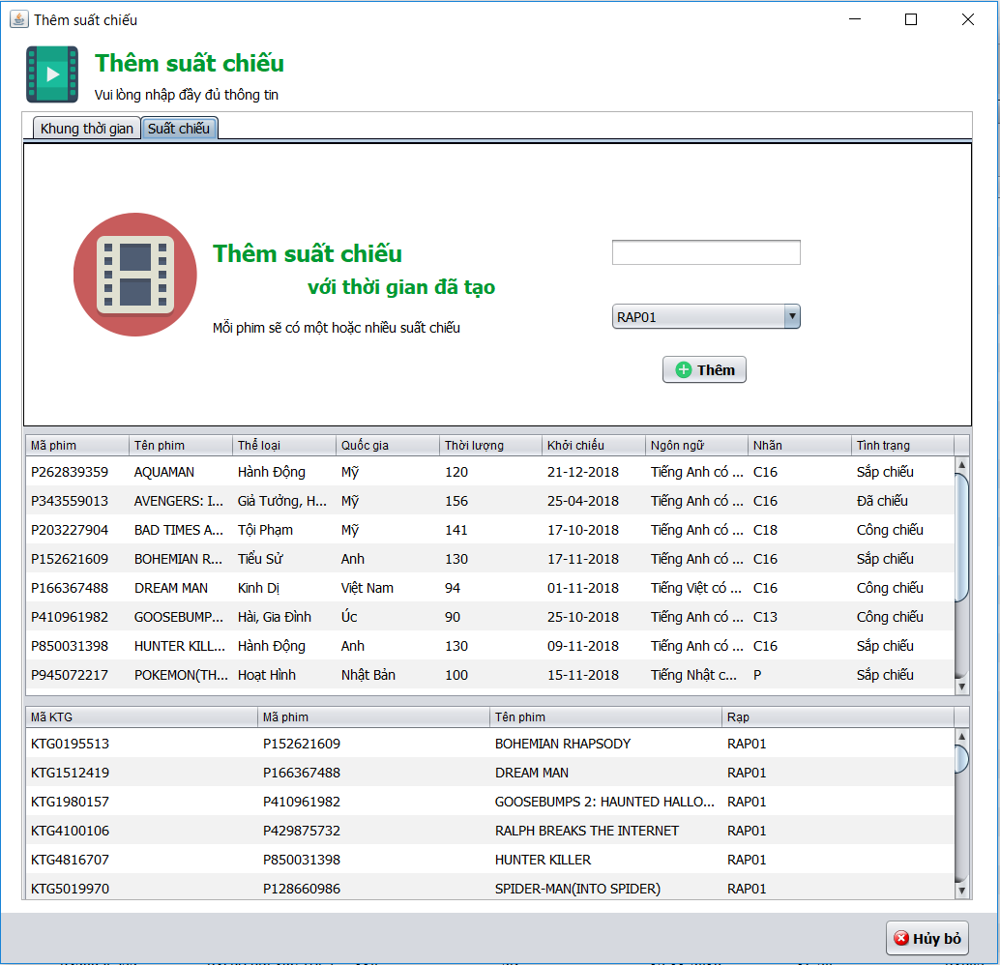 Thêm suất chiếu
Thêm suất chiếu
Vui lòng nhập đầy đủ thông tin
Khung thời gian Suất chiếu
Thêm suất chiếu
với thời gian đã tạo
Mỗi phim sẽ có một hoặc nhiều suất chiếu
RAP01
Thêm
Mã phim Tên phim Thể loại Quốc gia Thời lượng Khởi chiếu Ngôn ngữ Nhãn Tình trạng
P262839359 AQUAMAN Hành Động Mỹ 120 21-12-2018 Tiếng Anh có ... C16 Sắp chiếu
P343559013 AVENGERS: I... Giả Tưởng, H... Mỹ 156 25-04-2018 Tiếng Anh có ... C16 Đã chiếu
P203227904 BAD TIMES A... Tội Phạm Mỹ 141 17-10-2018 Tiếng Anh có ... C18 Công chiếu
P152621609 BOHEMIAN R... Tiểu Sử Anh 130 17-11-2018 Tiếng Anh có ... C16 Sắp chiếu
P166367488 DREAM MAN Kinh Dị Việt Nam 94 01-11-2018 Tiếng Việt có ... C16 Công chiếu
P410961982 GOOSEBUMP... Hài, Gia Đình Úc 90 25-10-2018 Tiếng Anh có ... C13 Công chiếu
P850031398 HUNTER KILL... Hành Động Anh 130 09-11-2018 Tiếng Anh có ... C16 Sắp chiếu
P945072217 POKEMON(TH... Hoạt Hình Nhật Bản 100 15-11-2018 Tiếng Nhật c... P Sắp chiếu
Mã KTG Mã phim Tên phim Rạp
KTG0195513 P152621609 BOHEMIAN RHAPSODY RAP01
KTG1512419 P166367488 DREAM MAN RAP01
KTG1980157 P410961982 GOOSEBUMPS 2: HAUNTED HALLO... RAP01
KTG4100106 P429875732 RALPH BREAKS THE INTERNET RAP01
KTG4816707 P850031398 HUNTER KILLER RAP01
KTG5019970 P128660986 SPIDER-MAN(INTO SPIDER) RAP01
Hủy bỏ